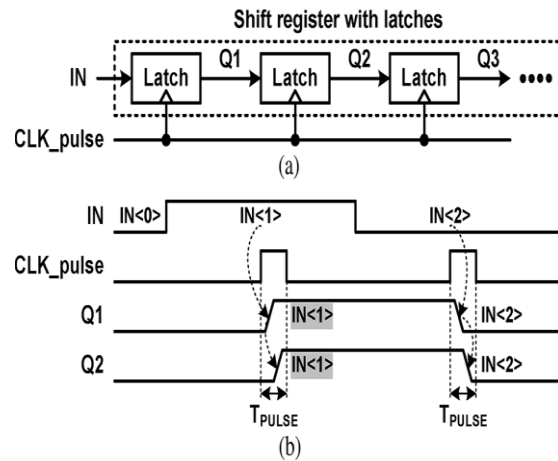 Shift register with latches
IN Latch Q1 Latch Q2 Latch Q3
CLK_pulse
(a)
IN IN<0> IN<1> IN<2>
CLK_pulse
Q1 IN<1> IN<2>
Q2 IN<1> IN<2>
TPULSE TPULSE
(b)